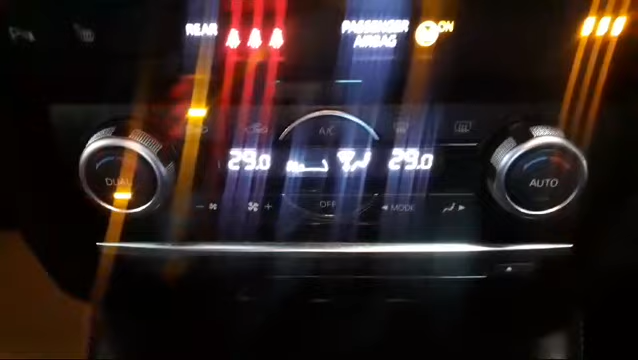 REAR PASSENGER AIRBAG ON
A/C
29.0 29.0
DUAL AUTO
OFF
- + ◄ MODE ►